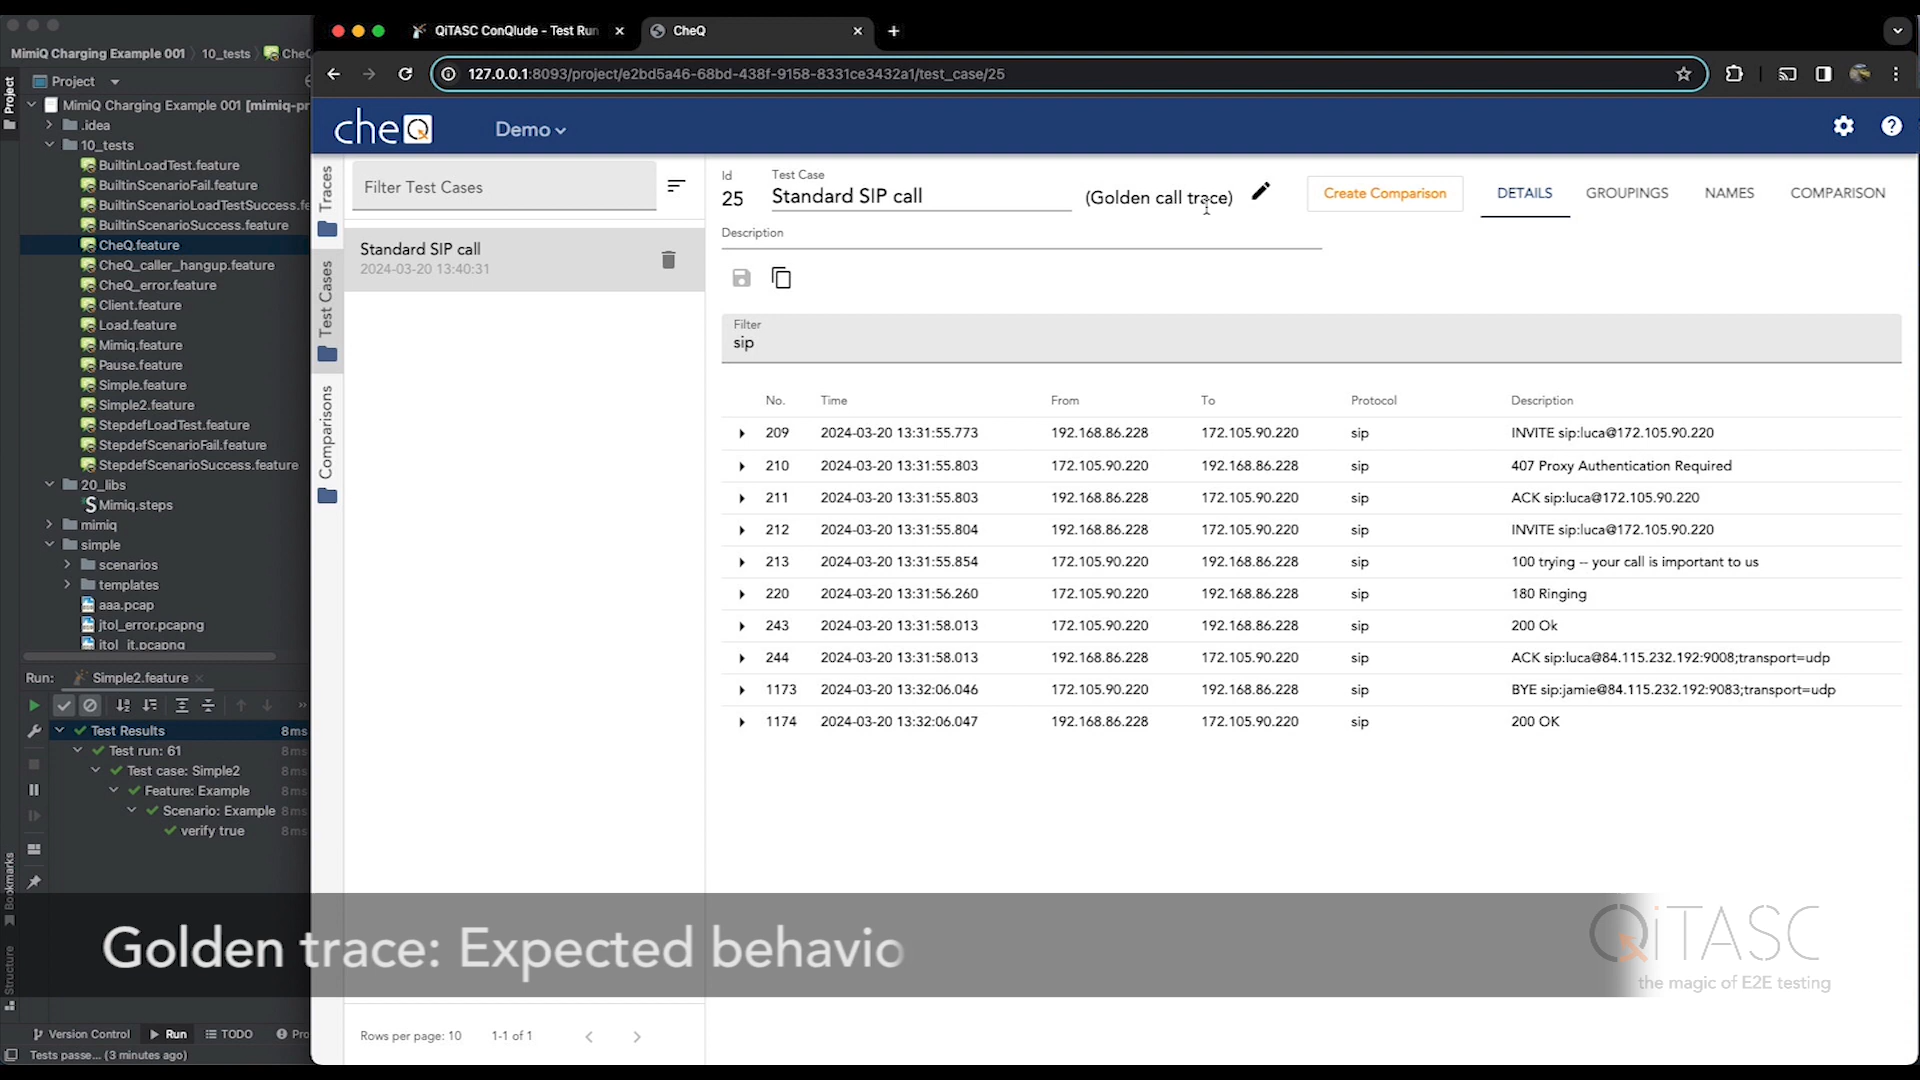 MimiQ Charging Example 001
10_tests
Project
MimiQ Charging Example 001 [mimiq-pr
.idea
10_tests
BuiltinLoadTest.feature
BuiltinScenarioFail.feature
BuiltinScenarioLoadTestSuccess.fe
BuiltinScenarioSuccess.feature
CheQ.feature
CheQ_caller_hangup.feature
CheQ_error.feature
Client.feature
Load.feature
Mimiq.feature
Pause.feature
Simple.feature
Simple2.feature
StepdefLoadTest.feature
StepdefScenarioFail.feature
StepdefScenarioSuccess.feature
20_libs
Mimiq.steps
mimiq
simple
scenarios
templates
aaa.pcap
jtol_error.pcapng
Project
Run: Simple2.feature
Test Results 8ms
Test run: 61 8ms
Test case: Simple2 8ms
Feature: Example 8ms
Scenario: Example 8ms
verify true 8ms
Bookmarks
Structure
Version Control Run TODO Pro
Tests passe... (3 minutes ago)
QiTASC ConQlude - Test Run
CheQ
127.0.0.1:8093/project/e2bd5a46-68bd-438f-9158-8331ce3432a1/test_case/25
cheQ
Demo
Traces
Test Cases
Comparisons
Filter Test Cases
Standard SIP call
2024-03-20 13:40:31
Rows per page: 10 1-1 of 1
Id Test Case
25 Standard SIP call (Golden call trace)
Create Comparison DETAILS GROUPINGS NAMES COMPARISON
Description
Filter
sip
No. Time From To Protocol Description
209 2024-03-20 13:31:55.773 192.168.86.228 172.105.90.220 sip INVITE sip:luca@172.105.90.220
210 2024-03-20 13:31:55.803 172.105.90.220 192.168.86.228 sip 407 Proxy Authentication Required
211 2024-03-20 13:31:55.803 192.168.86.228 172.105.90.220 sip ACK sip:luca@172.105.90.220
212 2024-03-20 13:31:55.804 192.168.86.228 172.105.90.220 sip INVITE sip:luca@172.105.90.220
213 2024-03-20 13:31:55.854 172.105.90.220 192.168.86.228 sip 100 trying -- your call is important to us
220 2024-03-20 13:31:56.260 172.105.90.220 192.168.86.228 sip 180 Ringing
243 2024-03-20 13:31:58.013 172.105.90.220 192.168.86.228 sip 200 Ok
244 2024-03-20 13:31:58.013 192.168.86.228 172.105.90.220 sip ACK sip:luca@84.115.232.192:9008;transport=udp
1173 2024-03-20 13:32:06.046 172.105.90.220 192.168.86.228 sip BYE sip:jamie@84.115.232.192:9083;transport=udp
1174 2024-03-20 13:32:06.047 192.168.86.228 172.105.90.220 sip 200 OK
Golden trace: Expected behavio
QiTASC
the magic of E2E testing